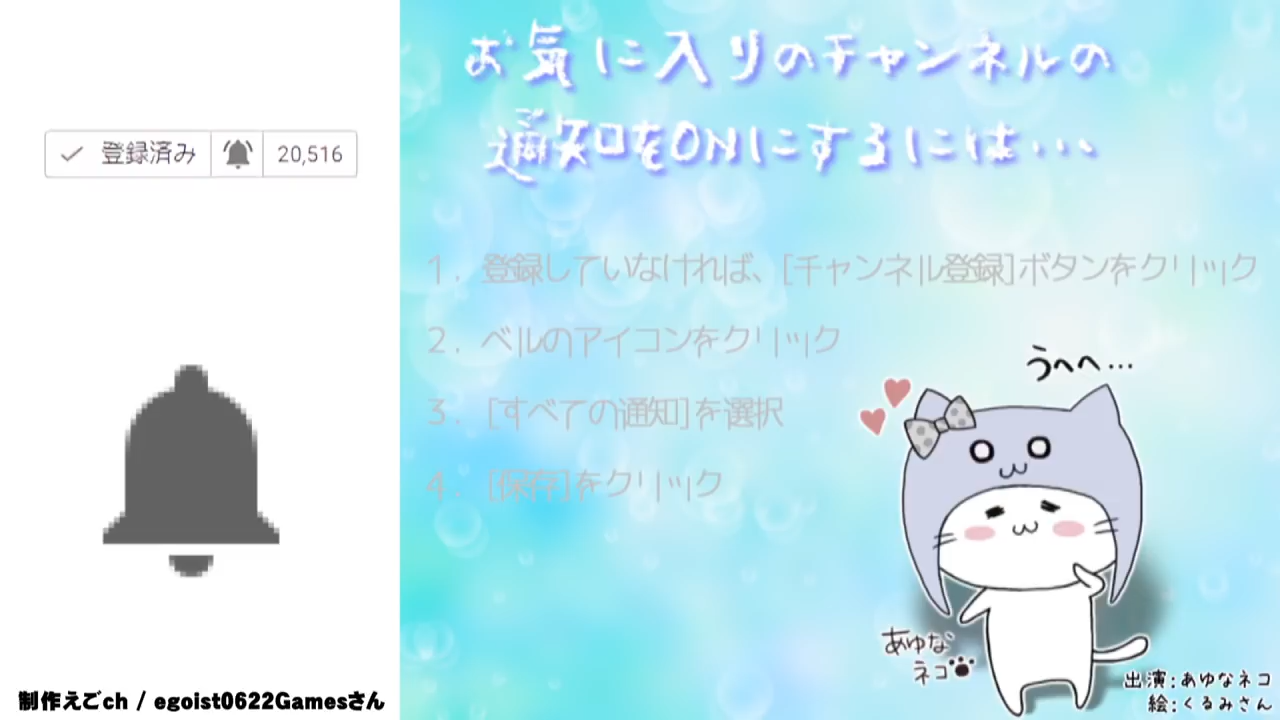 お気に入りのチャンネルの
通知をONにするには・・・
登録済み 20,516
1. 登録していなければ、[チャンネル登録]ボタンをクリック
2. ベルのアイコンをクリック
3. [すべての通知]を選択
4. [保存]をクリック
うへへ…
あゆな
ネコ
出演:あゆなネコ
絵:くるみさん
制作えごch / egoist0622Gamesさん